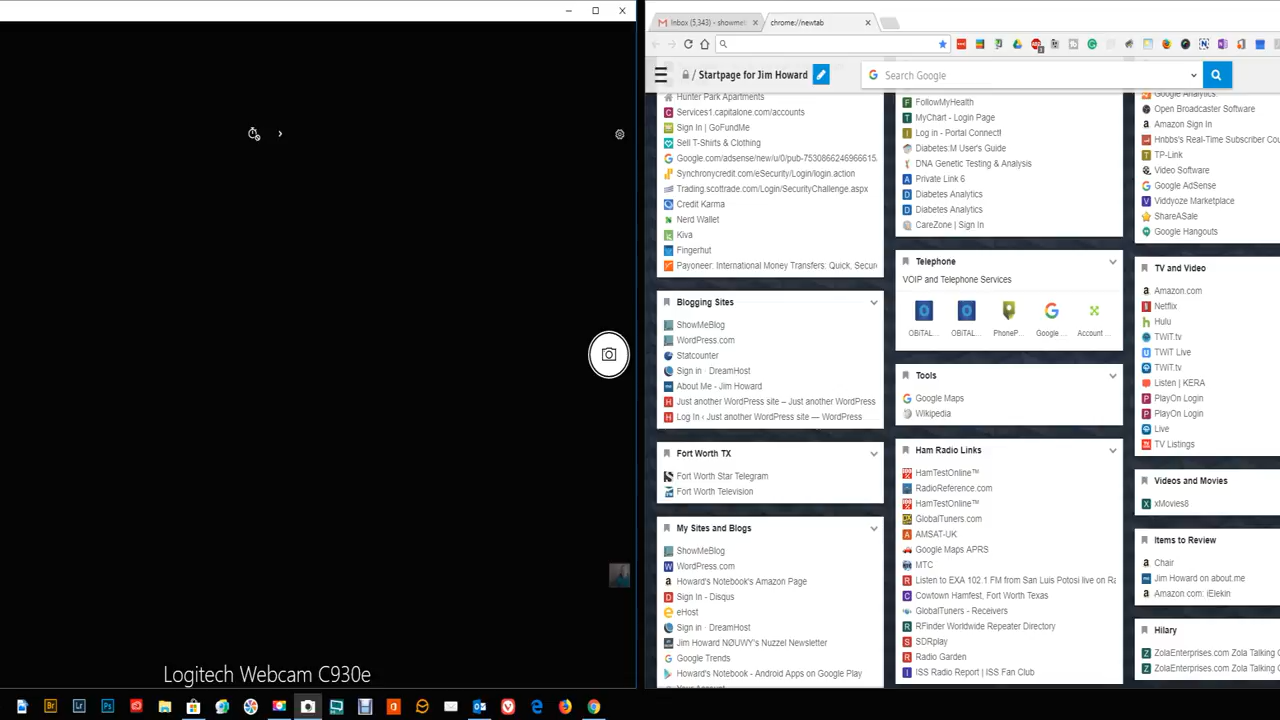 Inbox (5,343) - showmet
chrome://newtab
/ Startpage for Jim Howard
Search Google
Hunter Park Apartments
Services1.capitalone.com/accounts
Sign In | GoFundMe
Sell T-Shirts & Clothing
Google.com/adsense/new/u/0/pub-7530866246966615.
Synchronycredit.com/eSecurity/Login/login.action
Trading.scottrade.com/Login/SecurityChallenge.aspx
Credit Karma
Nerd Wallet
Kiva
Fingerhut
Payoneer: International Money Transfers; Quick, Secure
Blogging Sites
ShowMeBlog
WordPress.com
Statcounter
Sign in · DreamHost
About Me - Jim Howard
Just another WordPress site – Just another WordPress
Log In ‹ Just another WordPress site — WordPress
Fort Worth TX
Fort Worth Star Telegram
Fort Worth Television
My Sites and Blogs
ShowMeBlog
WordPress.com
Howard's Notebook's Amazon Page
Sign In - Disqus
eHost
Sign in · DreamHost
Jim Howard NØUWY's Nuzzel Newsletter
Google Trends
Howard's Notebook - Android Apps on Google Play
FollowMyHealth
MyChart - Login Page
Log in - Portal Connect!
Diabetes:M User's Guide
DNA Genetic Testing & Analysis
Private Link 6
Diabetes Analytics
Diabetes Analytics
CareZone | Sign In
Telephone
VOIP and Telephone Services
OBiTAL... OBiTAL... PhoneP... Google ... Account ...
Tools
Google Maps
Wikipedia
Ham Radio Links
HamTestOnline™
RadioReference.com
HamTestOnline™
GlobalTuners.com
AMSAT-UK
Google Maps APRS
MTC
Listen to EXA 102.1 FM from San Luis Potosi live on Ra
Cowtown Hamfest, Fort Worth Texas
GlobalTuners - Receivers
RFinder Worldwide Repeater Directory
SDRplay
Radio Garden
ISS Radio Report | ISS Fan Club
Google Analytics
Open Broadcaster Software
Amazon Sign In
Hnbbs's Real-Time Subscriber Cou
TP-Link
Video Software
Google AdSense
Viddyoze Marketplace
ShareASale
Google Hangouts
TV and Video
Amazon.com
Netflix
Hulu
TWiT.tv
TWiT Live
TWiT.tv
Listen | KERA
PlayOn Login
PlayOn Login
Live
TV Listings
Videos and Movies
xMovies8
Items to Review
Chair
Jim Howard on about.me
Amazon.com: iElekin
Hilary
ZolaEnterprises.com Zola Talking C
ZolaEnterprises.com Zola Talking C
Logitech Webcam C930e